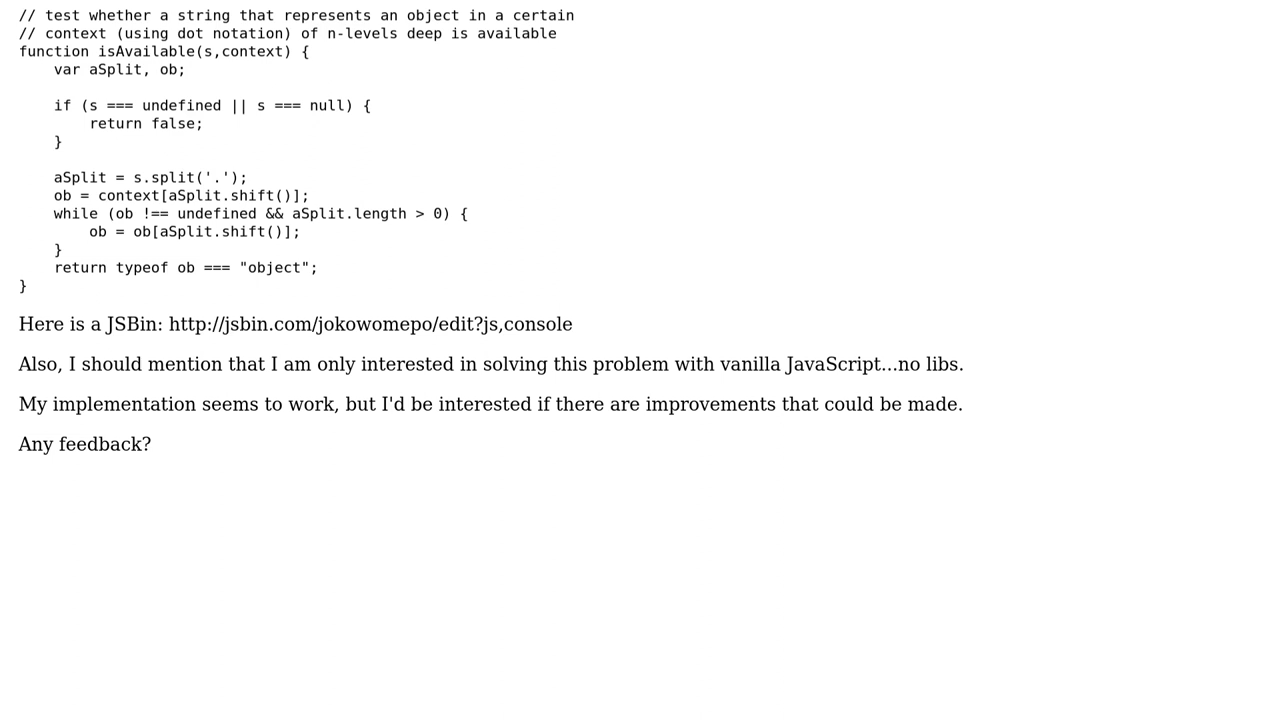 // test whether a string that represents an object in a certain
// context (using dot notation) of n-levels deep is available
function isAvailable(s,context) {
    var aSplit, ob;

    if (s === undefined || s === null) {
        return false;
    }

    aSplit = s.split('.');
    ob = context[aSplit.shift()];
    while (ob !== undefined && aSplit.length > 0) {
        ob = ob[aSplit.shift()];
    }
    return typeof ob === "object";
}
Here is a JSBin: http://jsbin.com/jokowomepo/edit?js,console
Also, I should mention that I am only interested in solving this problem with vanilla JavaScript...no libs.
My implementation seems to work, but I'd be interested if there are improvements that could be made.
Any feedback?